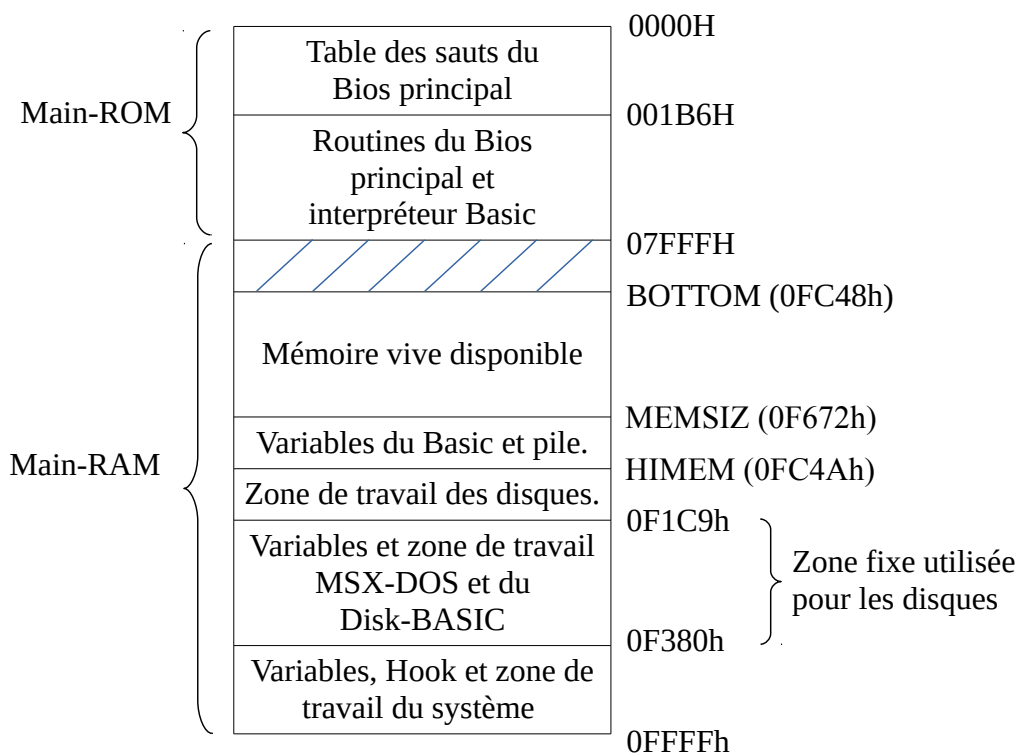 0000H
Table des sauts du
Bios principal
Main-ROM
001B6H
Routines du Bios
principal et
interpréteur Basic
07FFFH
BOTTOM (0FC48h)
Mémoire vive disponible
MEMSIZ (0F672h)
Variables du Basic et pile.
Main-RAM
HIMEM (0FC4Ah)
Zone de travail des disques.
0F1C9h
Variables et zone de travail
MSX-DOS et du
Disk-BASIC
Zone fixe utilisée
pour les disques
0F380h
Variables, Hook et zone de
travail du système
0FFFFh